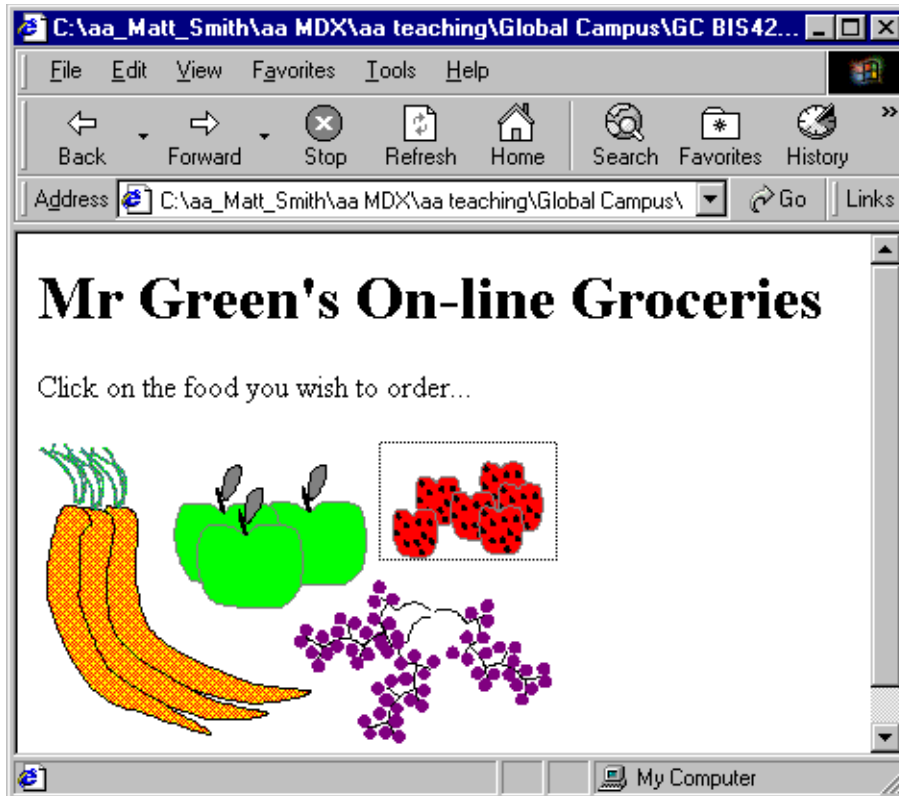 C:\aa_Matt_Smith\aa MDX\aa teaching\Global Campus\GC BIS42...
File Edit View Favorites Tools Help
Back Forward Stop Refresh Home Search Favorites History »
Address C:\aa_Matt_Smith\aa MDX\aa teaching\Global Campus\ Go Links
Mr Green's On-line Groceries
Click on the food you wish to order...
My Computer